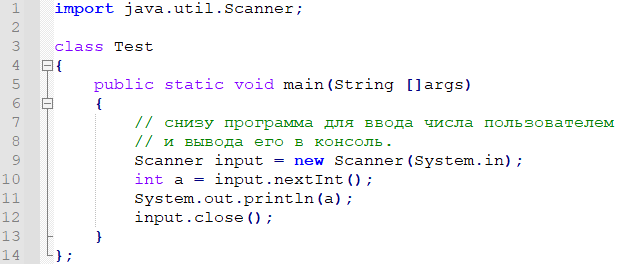 1 import java.util.Scanner;
2
3 class Test
4 {
5 public static void main(String []args)
6 {
7 // снизу программа для ввода числа пользователем
8 // и вывода его в консоль.
9 Scanner input = new Scanner(System.in);
10 int a = input.nextInt();
11 System.out.println(a);
12 input.close();
13 }
14 };